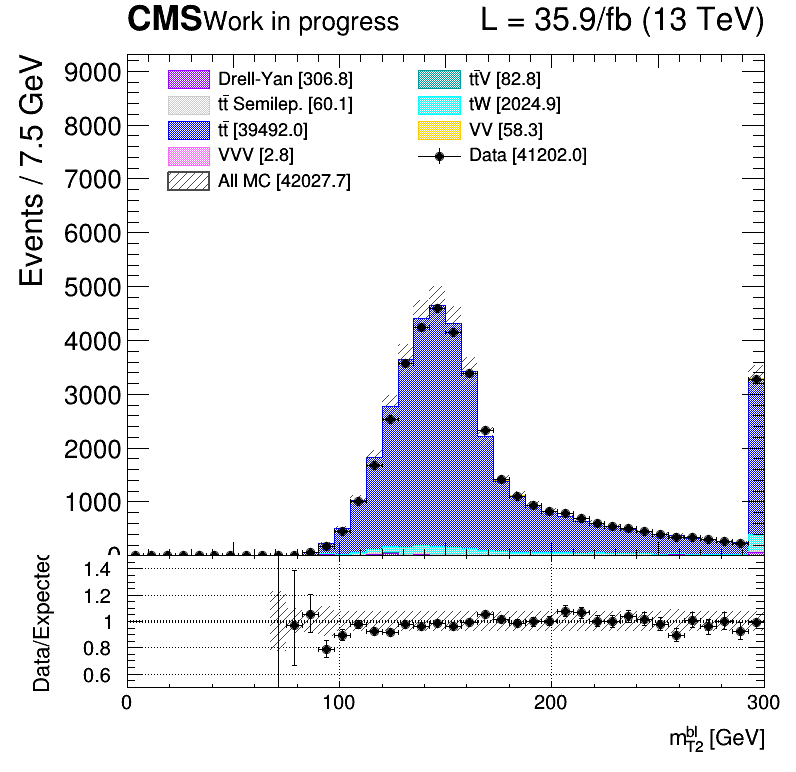 CMS Work in progress L = 35.9/fb (13 TeV)
Events / 7.5 GeV
9000
8000
7000
6000
5000
4000
3000
2000
1000
0
Drell-Yan [306.8]
tt̄ Semilep. [60.1]
tt̄ [39492.0]
VVV [2.8]
All MC [42027.7]
tt̄V [82.8]
tW [2024.9]
VV [58.3]
Data [41202.0]
Data/Expected
1.4
1.2
1
0.8
0.6
0 100 200 300
m_T2^bl [GeV]